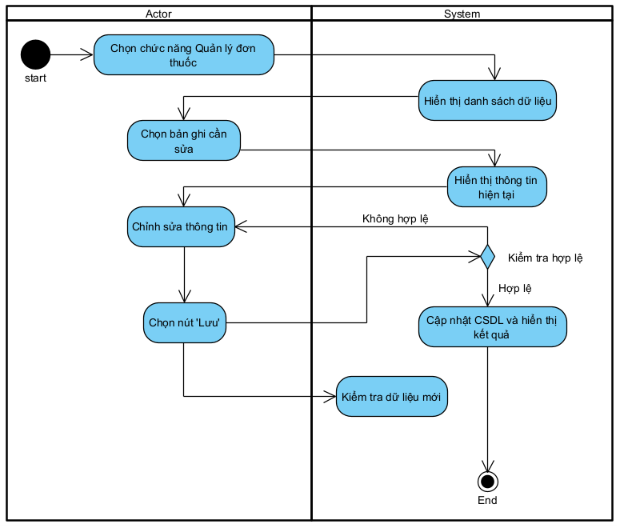 Actor
System
start
Chọn chức năng Quản lý đơn
thuốc
Hiển thị danh sách dữ liệu
Chọn bản ghi cần
sửa
Hiển thị thông tin
hiện tại
Chỉnh sửa thông tin
Không hợp lệ
Kiểm tra hợp lệ
Hợp lệ
Chọn nút 'Lưu'
Cập nhật CSDL và hiển thị
kết quả
Kiểm tra dữ liệu mới
End